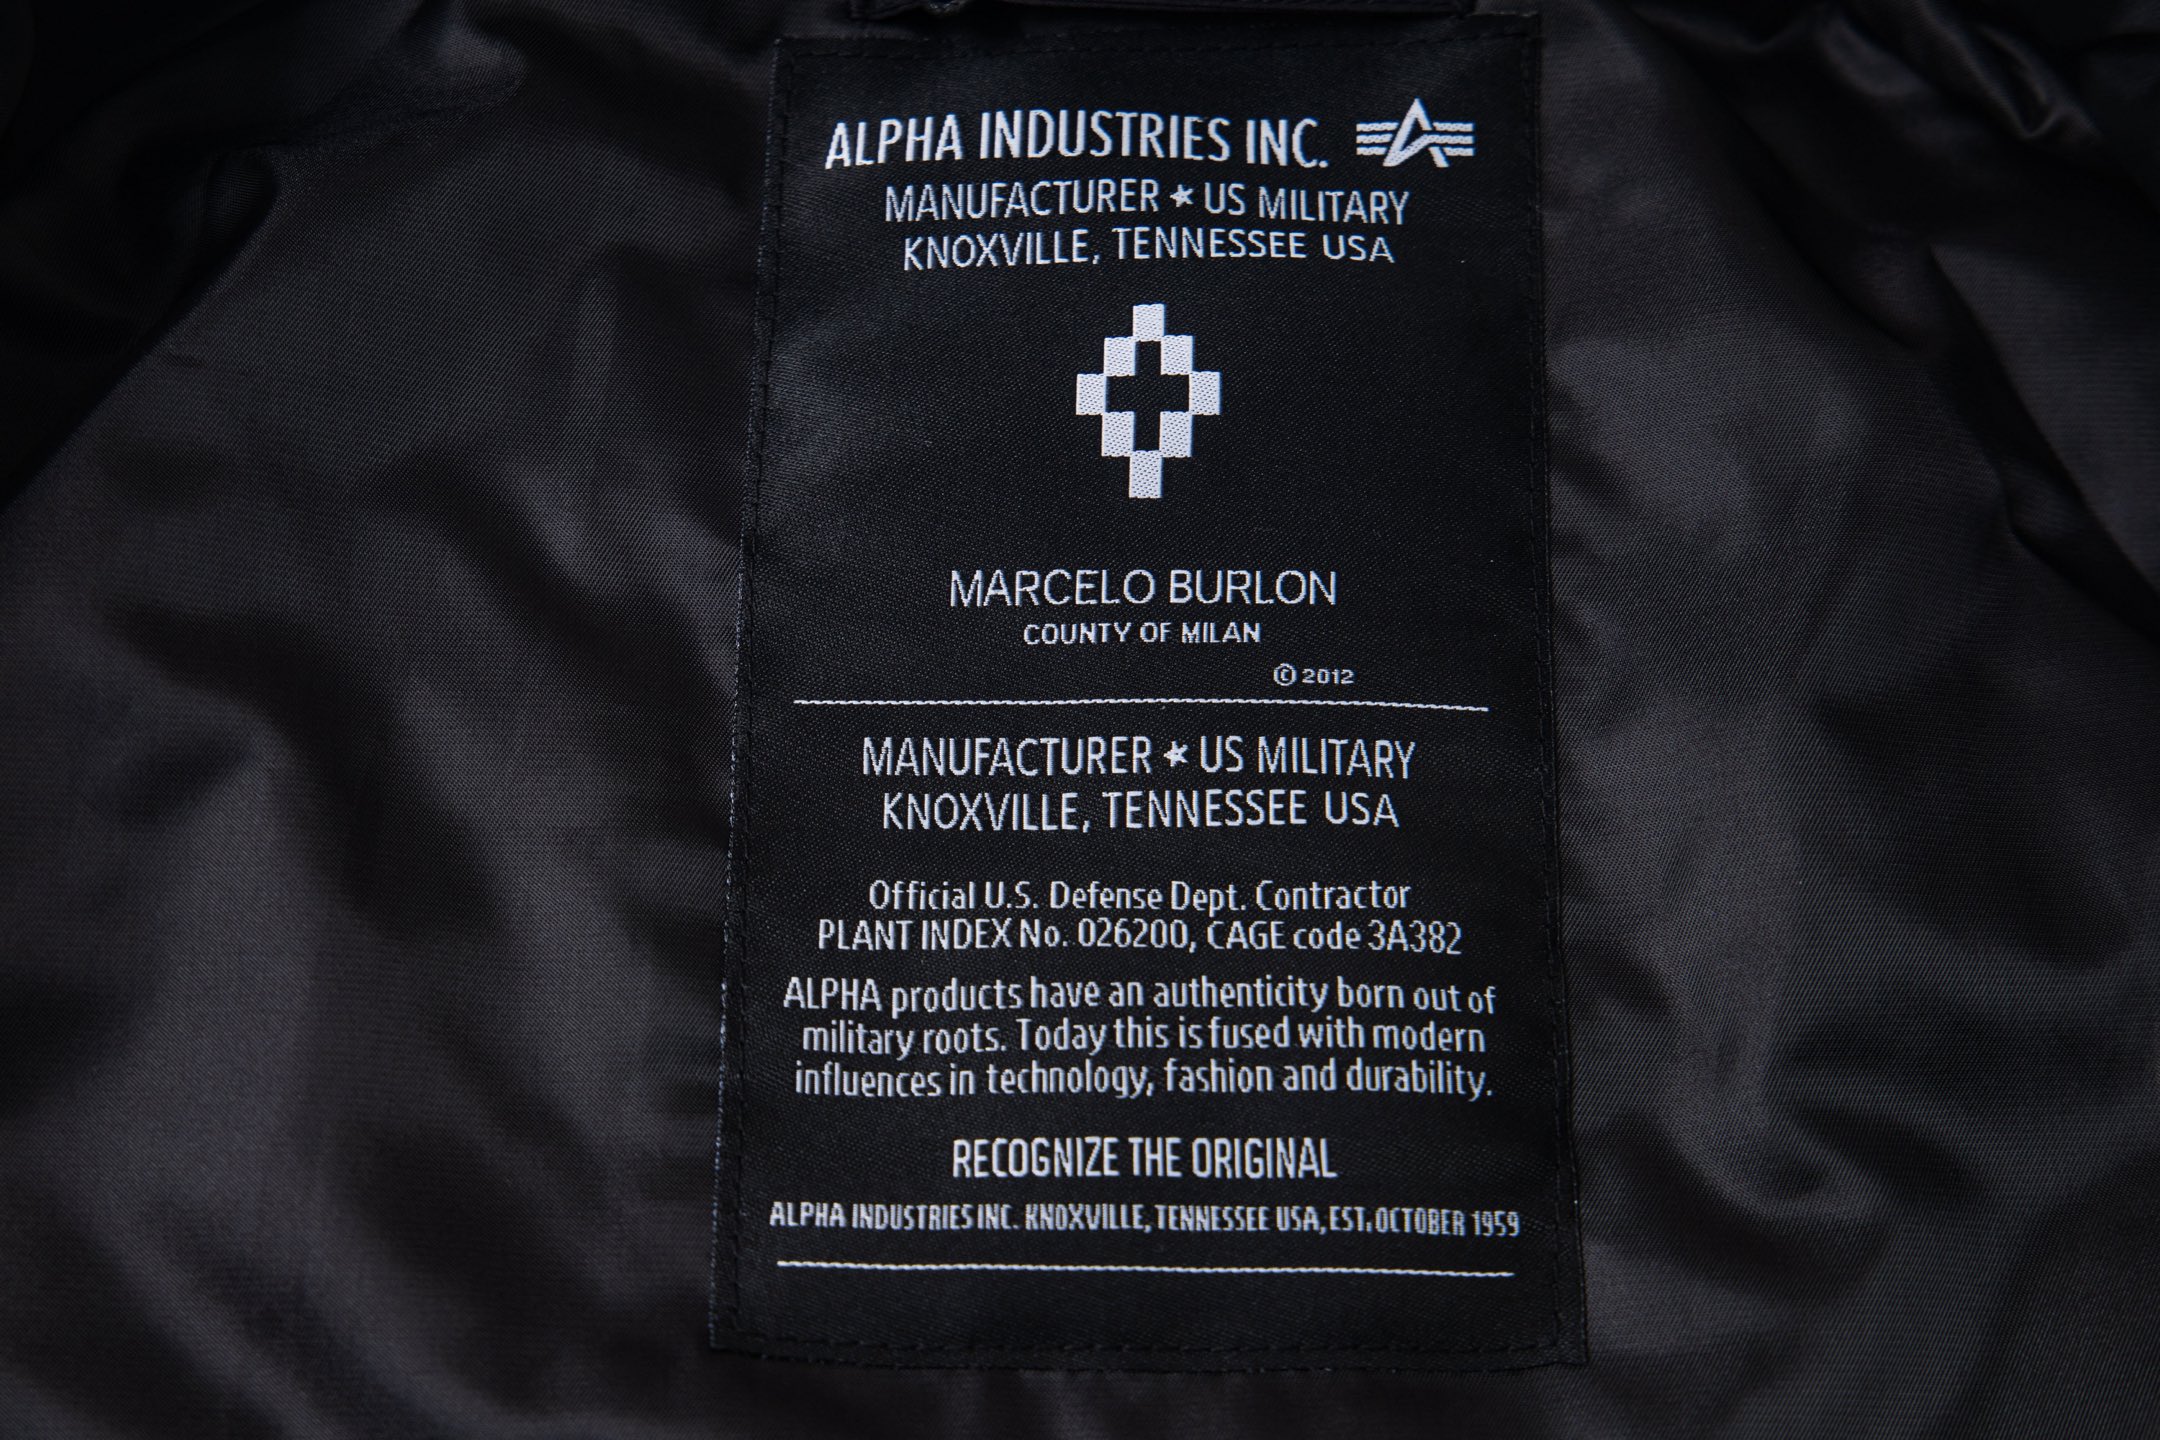 ALPHA INDUSTRIES INC.
MANUFACTURER ★ US MILITARY
KNOXVILLE, TENNESSEE USA
MARCELO BURLON
COUNTY OF MILAN
© 2012
MANUFACTURER ★ US MILITARY
KNOXVILLE, TENNESSEE USA
Official U.S. Defense Dept. Contractor
PLANT INDEX No. 026200, CAGE code 3A382
ALPHA products have an authenticity born out of
military roots. Today this is fused with modern
influences in technology, fashion and durability.
RECOGNIZE THE ORIGINAL
ALPHA INDUSTRIES INC. KNOXVILLE, TENNESSEE USA, EST. OCTOBER 1959